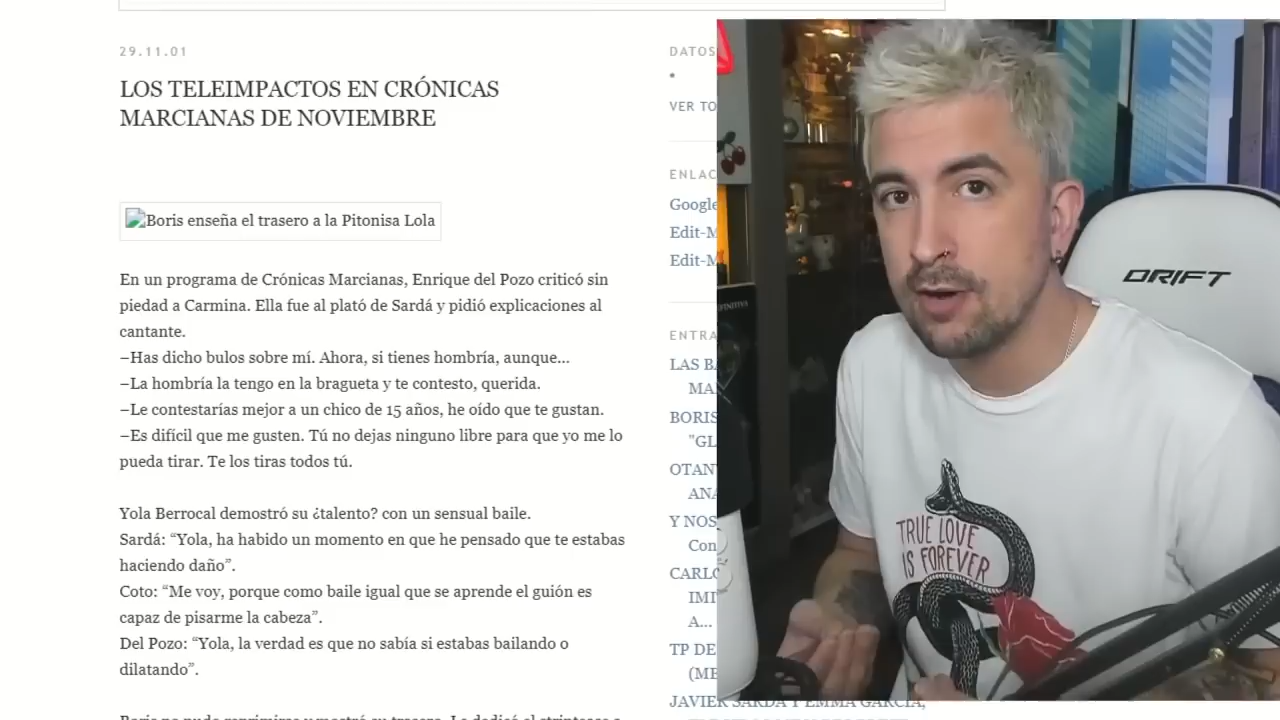 29.11.01
LOS TELEIMPACTOS EN CRÓNICAS
MARCIANAS DE NOVIEMBRE
Boris enseña el trasero a la Pitonisa Lola
En un programa de Crónicas Marcianas, Enrique del Pozo criticó sin
piedad a Carmina. Ella fue al plató de Sardá y pidió explicaciones al
cantante.
–Has dicho bulos sobre mí. Ahora, si tienes hombría, aunque...
–La hombría la tengo en la bragueta y te contesto, querida.
–Le contestarías mejor a un chico de 15 años, he oído que te gustan.
–Es difícil que me gusten. Tú no dejas ninguno libre para que yo me lo
pueda tirar. Te los tiras todos tú.
Yola Berrocal demostró su ¿talento? con un sensual baile.
Sardá: “Yola, ha habido un momento en que he pensado que te estabas
haciendo daño”.
Coto: “Me voy, porque como baile igual que se aprende el guión es
capaz de pisarme la cabeza”.
Del Pozo: “Yola, la verdad es que no sabía si estabas bailando o
dilatando”.
DATOS
VER TO
ENLAC
Google
Edit-M
Edit-M
ENTRA
LAS BA
MA
BORIS
"GL
OTAN
ANA
Y NOS
Con
CARLO
IMI
A...
TP DE
(ME
JAVIER SARDÁ Y EMMA GARCÍA,
DRIFT
TRUE LOVE
IS FOREVER